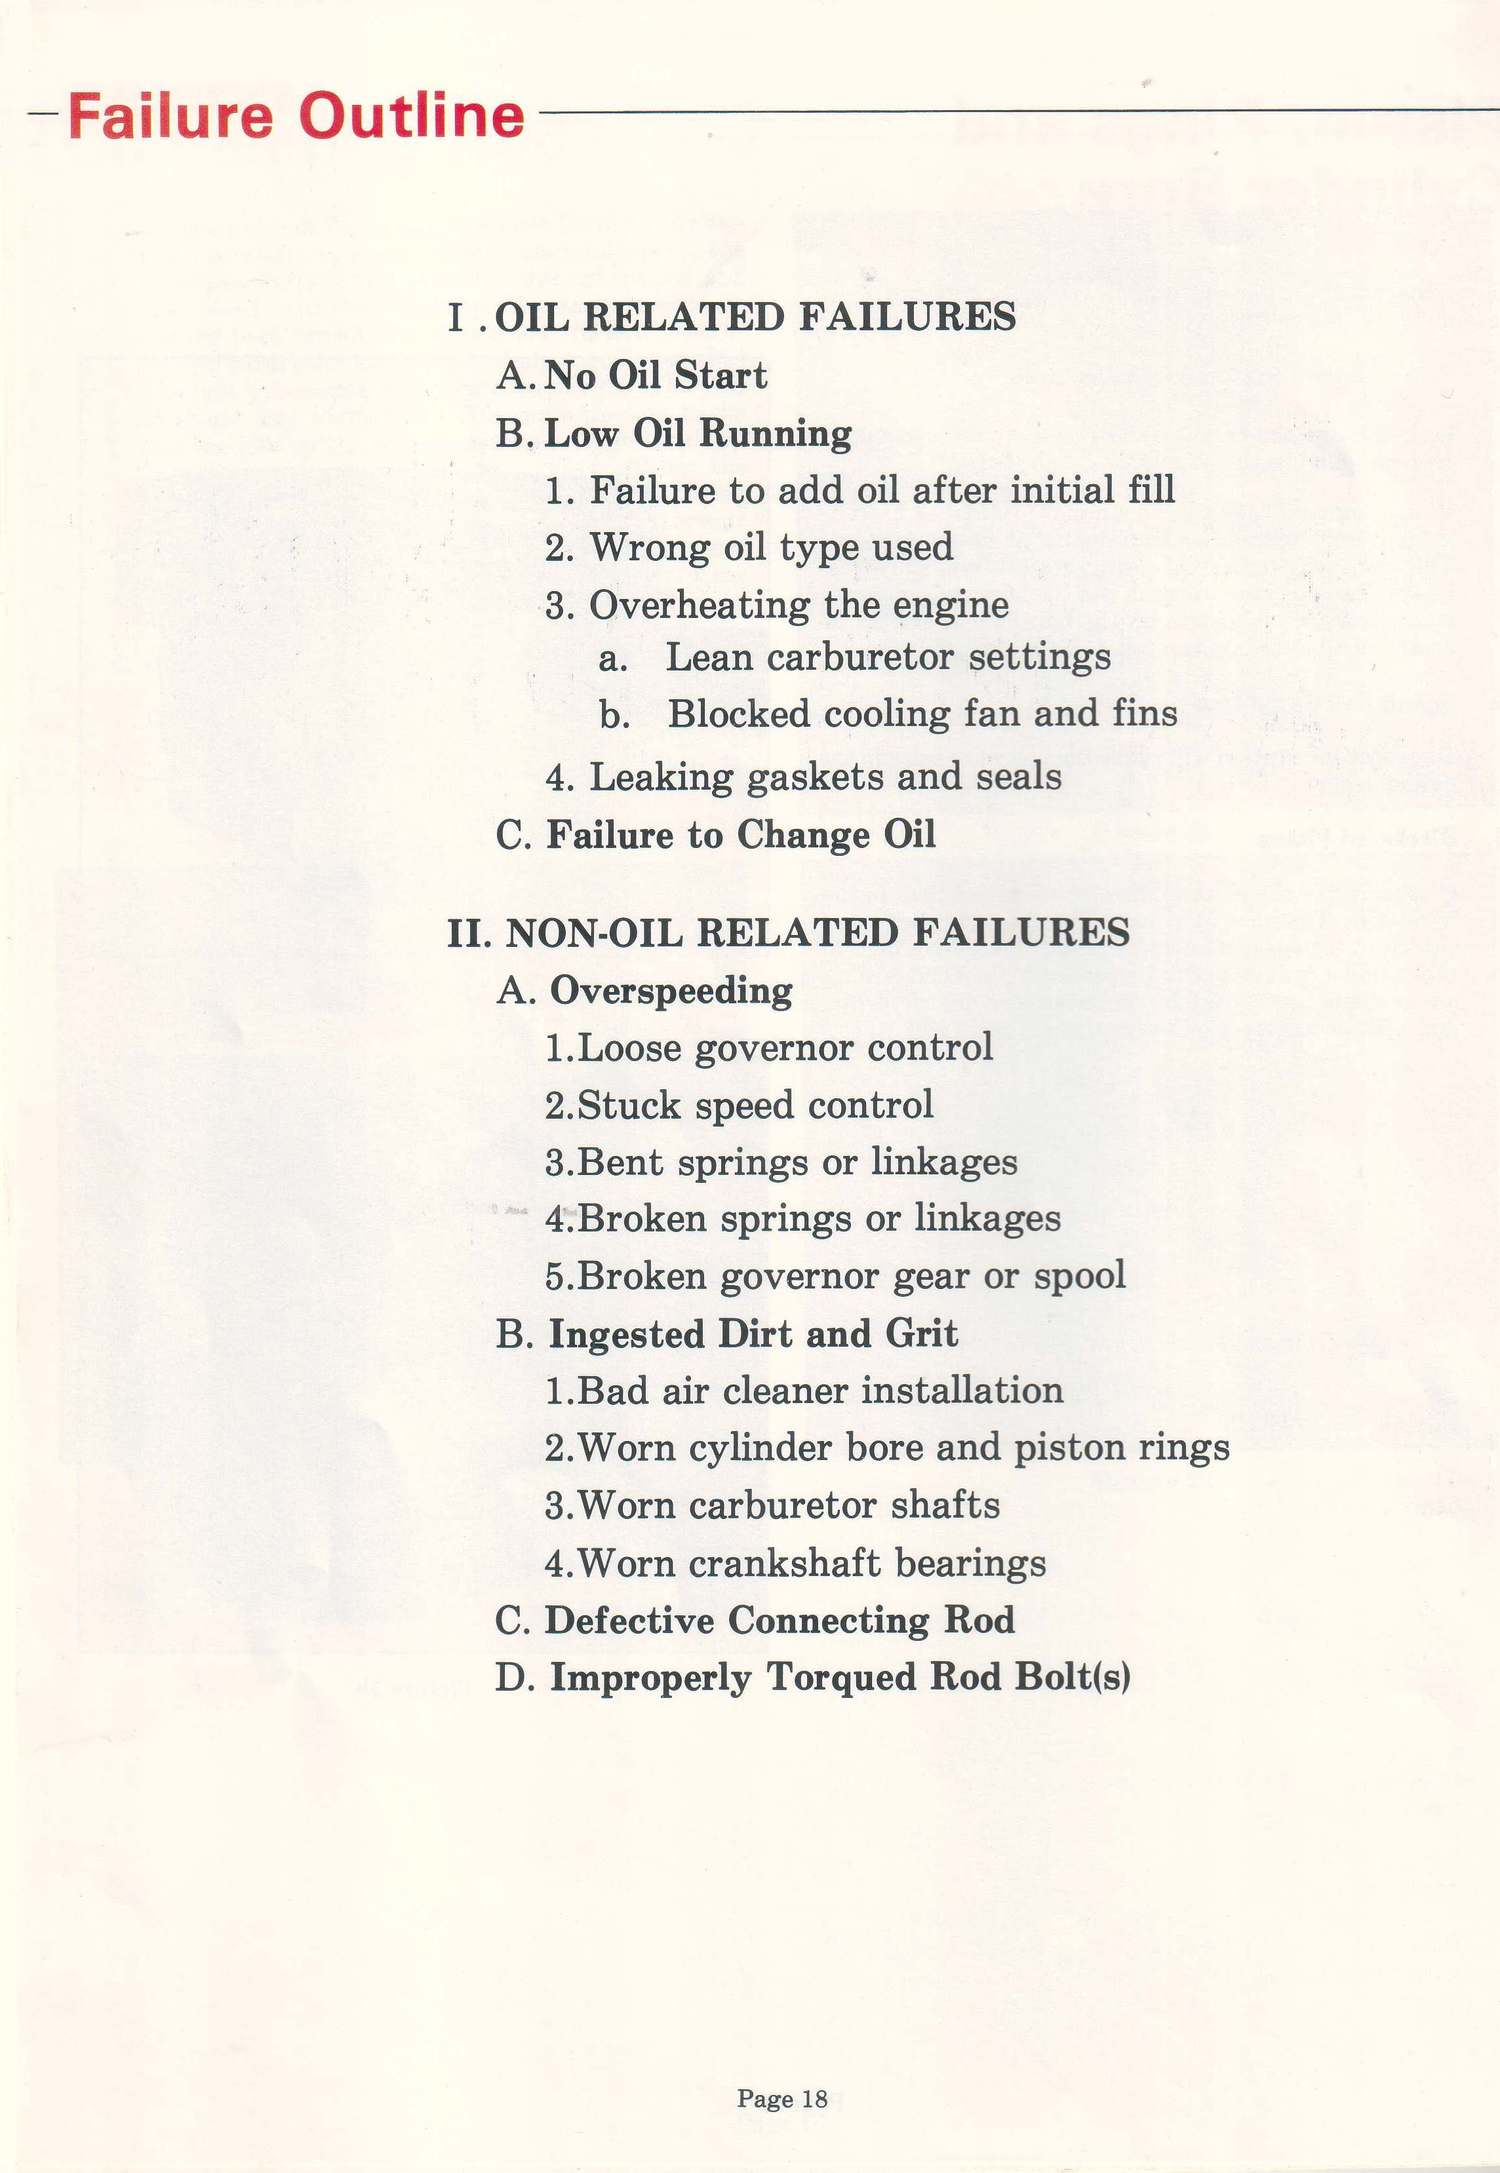 Failure Outline
I . OIL RELATED FAILURES
A. No Oil Start
B. Low Oil Running
1. Failure to add oil after initial fill
2. Wrong oil type used
3. Overheating the engine
a. Lean carburetor settings
b. Blocked cooling fan and fins
4. Leaking gaskets and seals
C. Failure to Change Oil
II. NON-OIL RELATED FAILURES
A. Overspeeding
1.Loose governor control
2.Stuck speed control
3.Bent springs or linkages
4.Broken springs or linkages
5.Broken governor gear or spool
B. Ingested Dirt and Grit
1.Bad air cleaner installation
2.Worn cylinder bore and piston rings
3.Worn carburetor shafts
4.Worn crankshaft bearings
C. Defective Connecting Rod
D. Improperly Torqued Rod Bolt(s)
Page 18